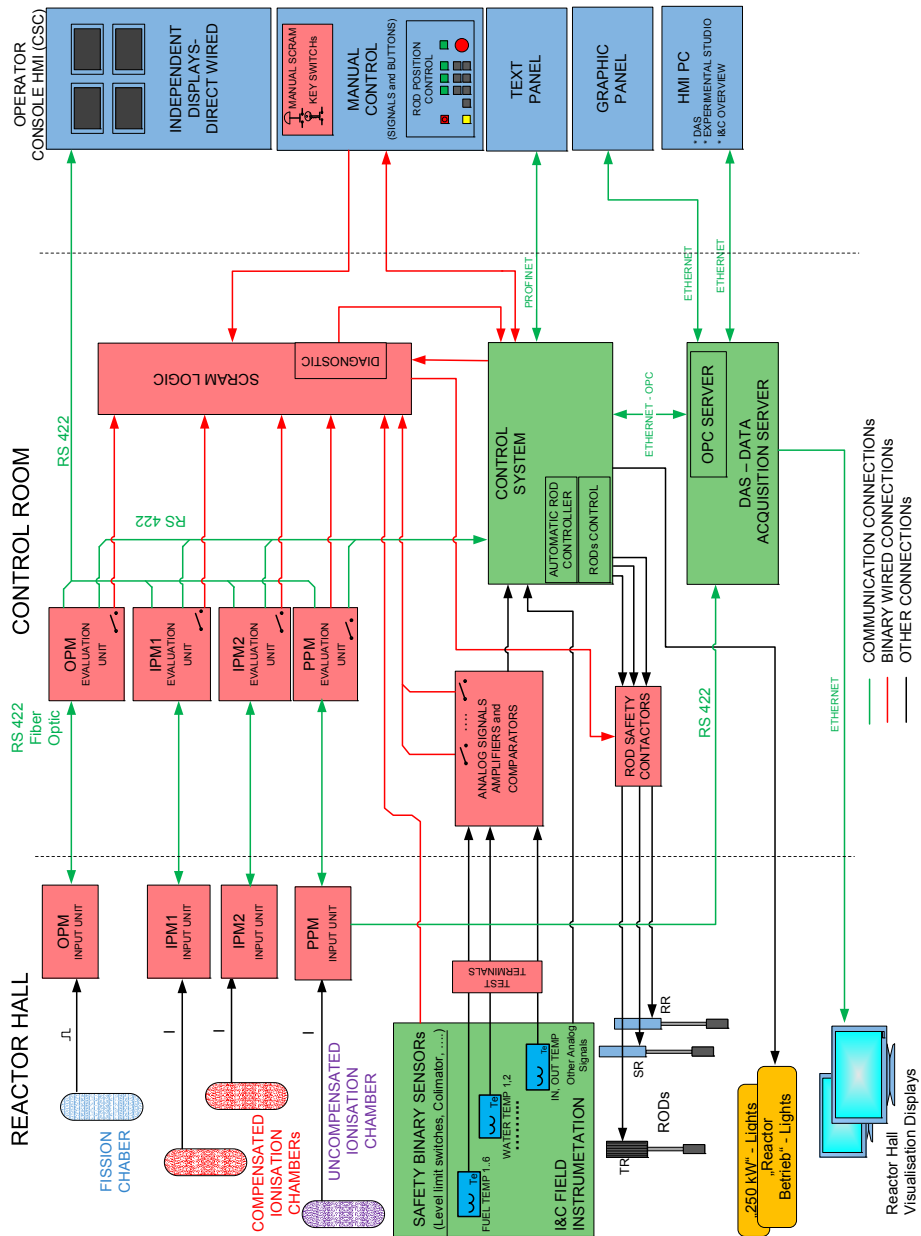 REACTOR HALL
CONTROL ROOM
OPERATOR
CONSOLE HMI (CSC)
FISSION
CHABER
COMPENSATED
IONISATION
CHAMBERS
UNCOMPENSATED
IONISATION
CHAMBER
OPM
INPUT UNIT
IPM1
INPUT UNIT
IPM2
INPUT UNIT
PPM
INPUT UNIT
SAFETY BINARY SENSORS
(Level limit switches, Colimator, ....)
Te
FUEL TEMP 1..6
Te
WATER TEMP 1,2
Te
IN, OUT TEMP
Other Analog
Signals
I&C FIELD
INSTRUMETATION
TEST
TERMINALS
TR
SR
RR
RODs
„250 kW“ - Lights
„Reactor
Betrieb“ - Lights
Reactor Hall
Visualisation Displays
RS 422
Fiber
Optic
OPM
EVALUATION
UNIT
IPM1
EVALUATION
UNIT
IPM2
EVALUATION
UNIT
PPM
EVALUATION
UNIT
RS 422
RS 422
SCRAM LOGIC
DIAGNOSTIC
ANALOG SIGNALS
AMPLIFIERS and
COMPARATORS
ROD SAFETY
CONTACTORS
CONTROL
SYSTEM
AUTOMATIC ROD
CONTROLLER
RODs CONTROL
ETHERNET - OPC
RS 422
OPC SERVER
DAS – DATA
ACQUISITION SERVER
PROFINET
ETHERNET
ETHERNET
ETHERNET
INDEPENDENT
DISPLAYS-
DIRECT WIRED
MANUAL SCRAM
KEY SWITCHs
MANUAL
CONTROL
(SIGNALS and BUTTONS)
ROD POSITION
CONTROL
TEXT
PANEL
GRAPHIC
PANEL
HMI PC
* DAS
* EXPERIMENTAL STUDIO
* I&C OVERVIEW
COMMUNICATION CONNECTIONs
BINARY WIRED CONNECTIONs
OTHER CONNECTIONs